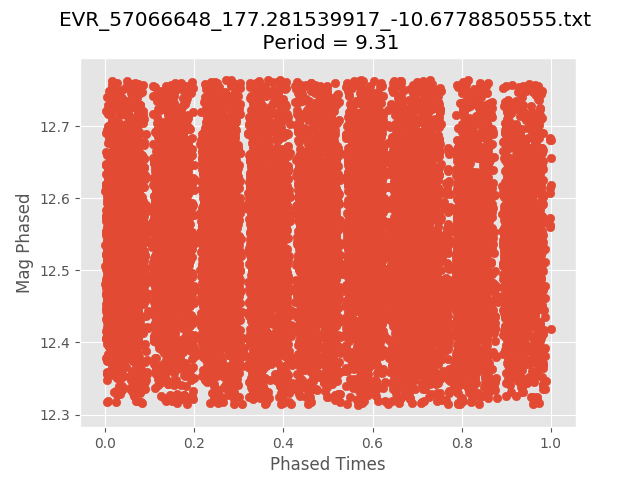 EVR_57066648_177.281539917_-10.6778850555.txt
Period = 9.31
Mag Phased
12.7
12.6
12.5
12.4
12.3
0.0 0.2 0.4 0.6 0.8 1.0
Phased Times